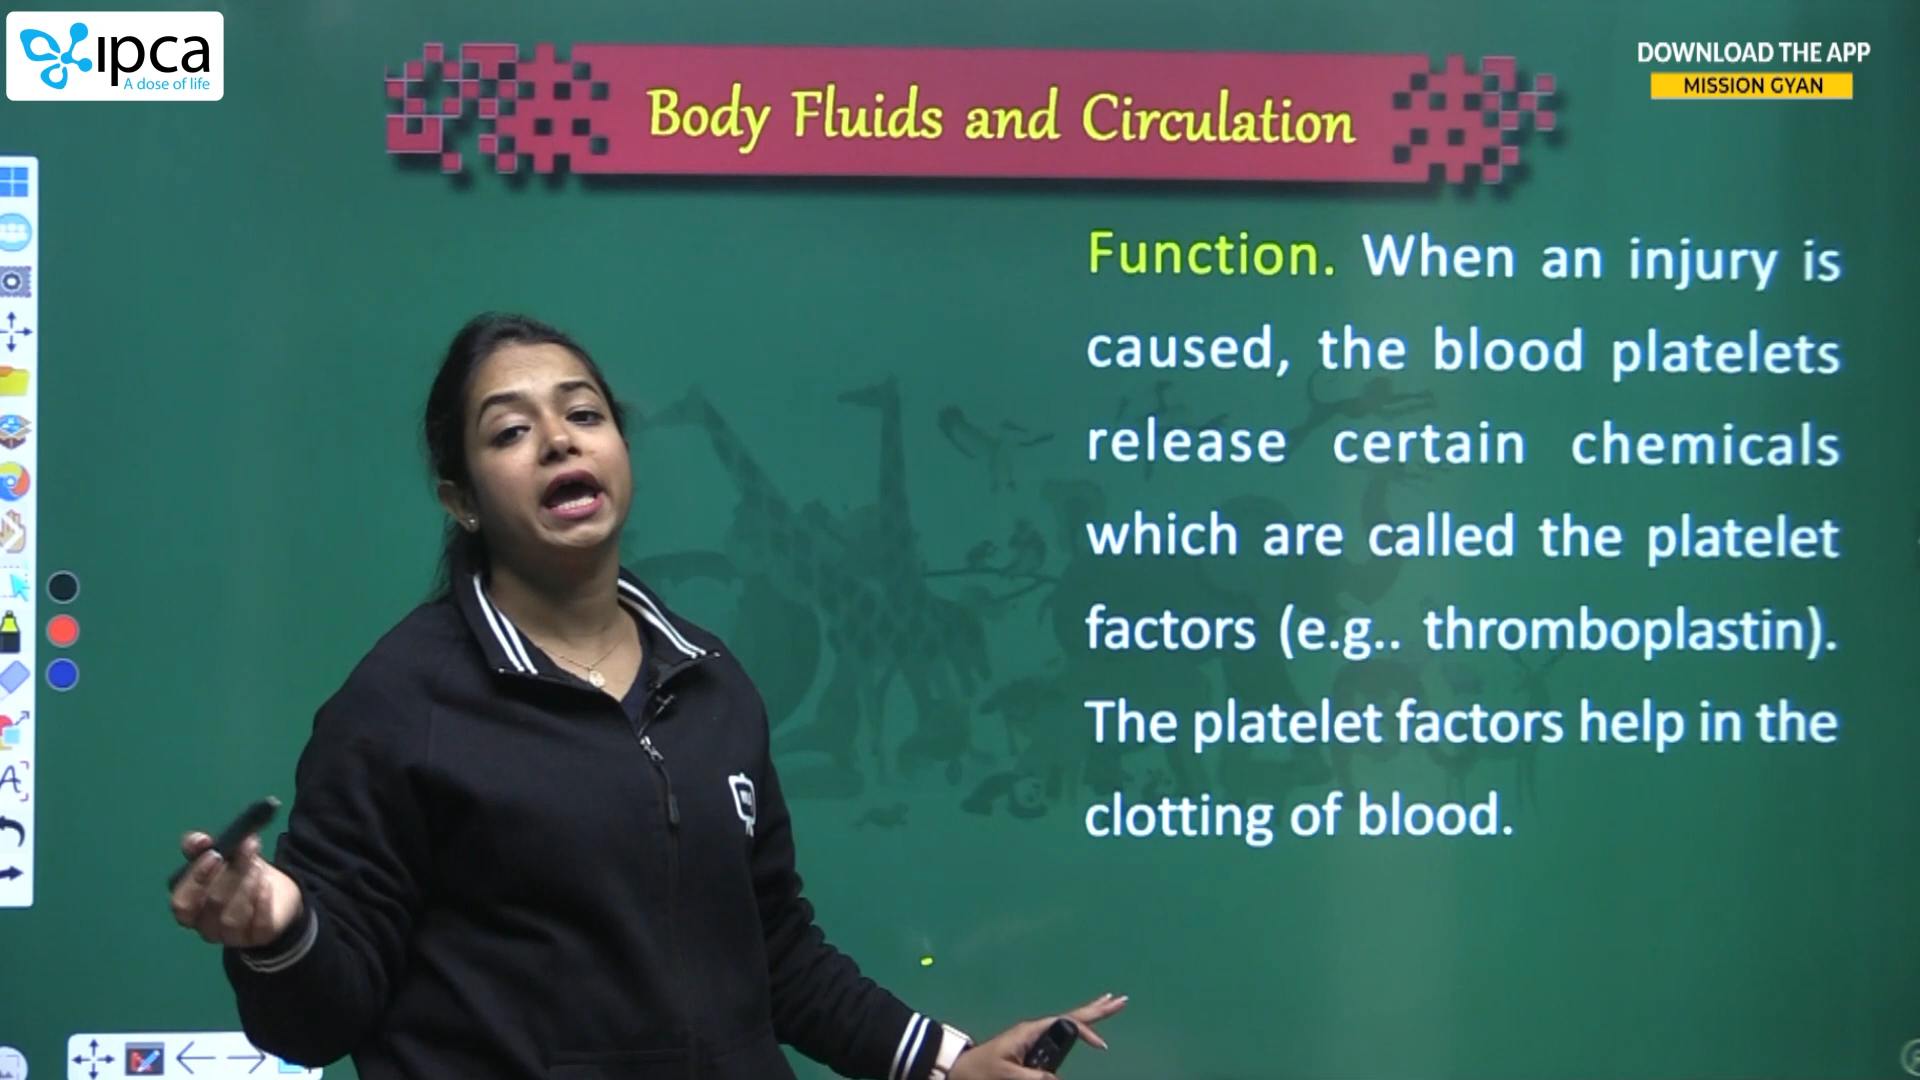 ipca
A dose of life
DOWNLOAD THE APP
MISSION GYAN
Body Fluids and Circulation
Function. When an injury is
caused, the blood platelets
release certain chemicals
which are called the platelet
factors (e.g.. thromboplastin).
The platelet factors help in the
clotting of blood.